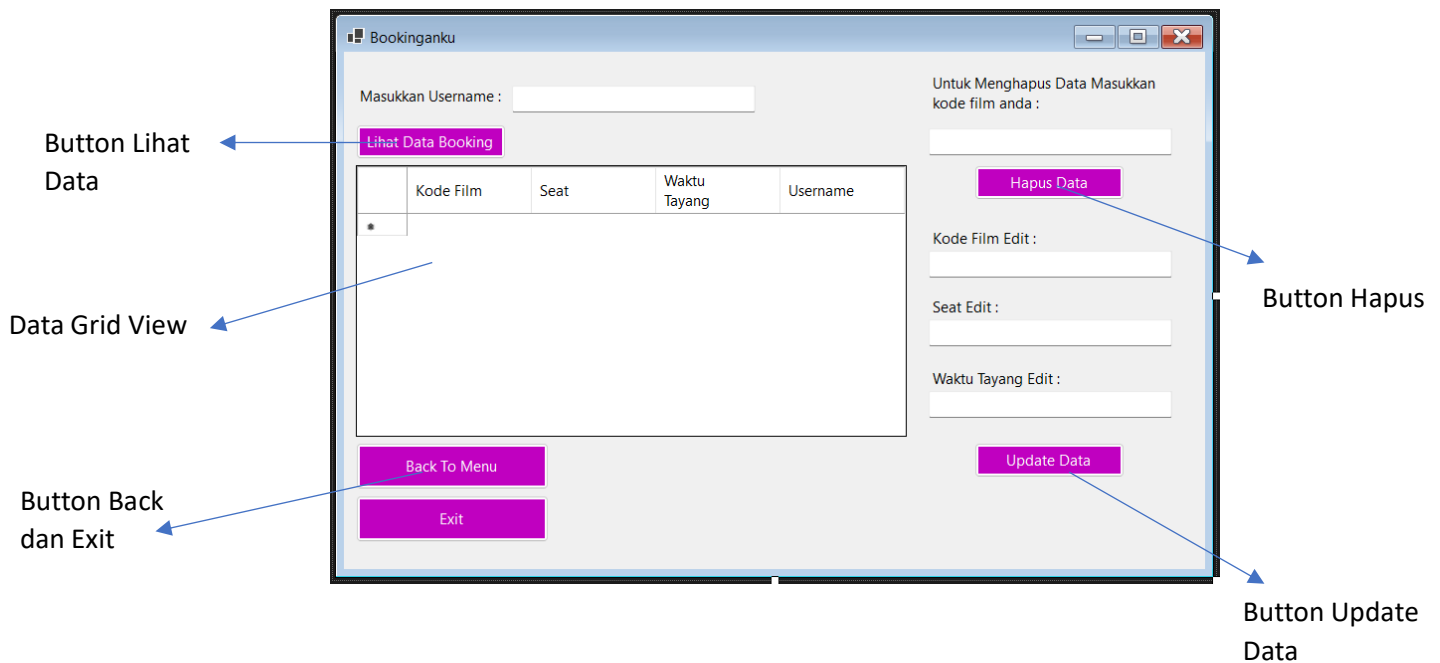 Bookinganku
Masukkan Username :
Lihat Data Booking
Kode Film
Seat
Waktu
Tayang
Username
Back To Menu
Exit
Untuk Menghapus Data Masukkan
kode film anda :
Hapus Data
Kode Film Edit :
Seat Edit :
Waktu Tayang Edit :
Update Data
Button Lihat
Data
Data Grid View
Button Back
dan Exit
Button Hapus
Button Update
Data